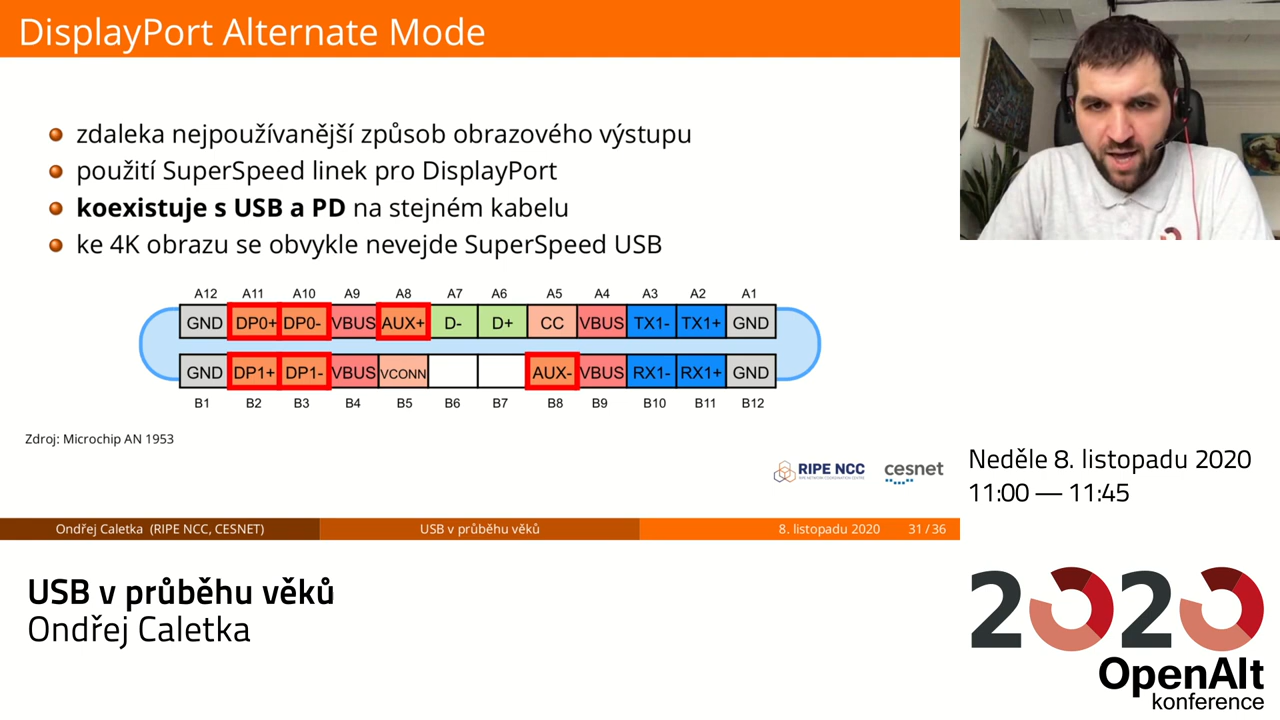 DisplayPort Alternate Mode
zdaleka nejpoužívanější způsob obrazového výstupu
použití SuperSpeed linek pro DisplayPort
koexistuje s USB a PD na stejném kabelu
ke 4K obrazu se obvykle nevejde SuperSpeed USB
A12 A11 A10 A9 A8 A7 A6 A5 A4 A3 A2 A1
GND DP0+ DP0- VBUS AUX+ D- D+ CC VBUS TX1- TX1+ GND
GND DP1+ DP1- VBUS VCONN AUX- VBUS RX1- RX1+ GND
B1 B2 B3 B4 B5 B6 B7 B8 B9 B10 B11 B12
Zdroj: Microchip AN 1953
RIPE NCC
RIPE NETWORK COORDINATION CENTRE
cesnet
Ondřej Caletka (RIPE NCC, CESNET) USB v průběhu věků 8. listopadu 2020 31 / 36
Neděle 8. listopadu 2020
11:00 — 11:45
USB v průběhu věků
Ondřej Caletka
2020
OpenAlt
konference